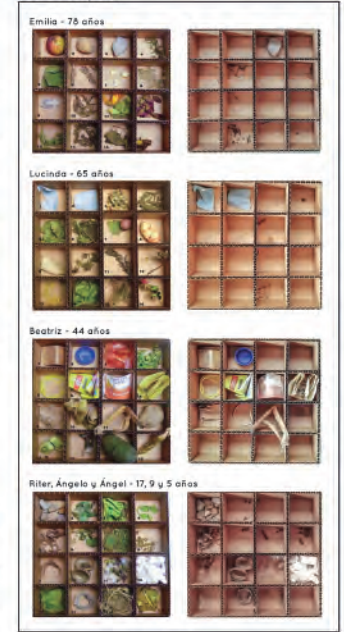 Emilia - 78 años
Lucinda - 65 años
Beatriz - 44 años
Riter, Ángelo y Ángel - 17, 9 y 5 años